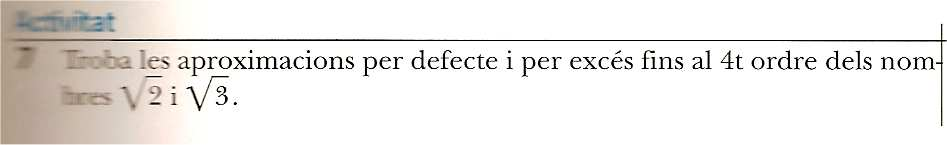 Activitat
7 Troba les aproximacions per defecte i per excés fins al 4t ordre dels nom-
bres √2 i √3.